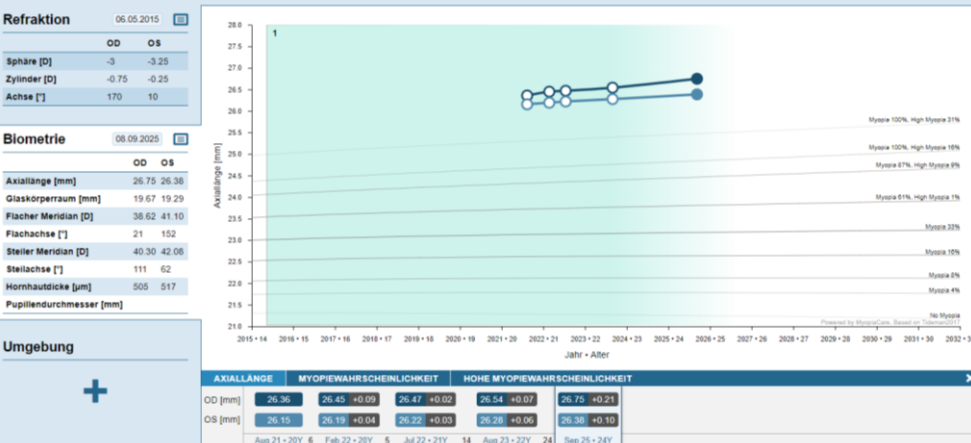 Refraktion 06.05.2015
OD OS
Sphäre [D] -3 -3.25
Zylinder [D] -0.75 -0.25
Achse [°] 170 10
Biometrie 08.09.2025
OD OS
Axiallänge [mm] 26.75 26.38
Glaskörperraum [mm] 19.67 19.29
Flacher Meridian [D] 38.62 41.10
Flachachse [°] 21 152
Steiler Meridian [D] 40.30 42.08
Steilachse [°] 111 62
Hornhautdicke [µm] 505 517
Pupillendurchmesser [mm]
Umgebung
+
1
Axiallänge [mm]
28.0
27.5
27.0
26.5
26.0
25.5
25.0
24.5
24.0
23.5
23.0
22.5
22.0
21.5
21.0
Myopia 100%, High Myopia 31%
Myopia 100%, High Myopia 16%
Myopia 87%, High Myopia 9%
Myopia 51%, High Myopia 1%
Myopia 33%
Myopia 16%
Myopia 8%
Myopia 4%
No Myopia
Powered by MyopiaCare, Based on Tideman2017
2015 • 14 2016 • 15 2017 • 16 2018 • 17 2019 • 18 2020 • 19 2021 • 20 2022 • 21 2023 • 22 2024 • 23 2025 • 24 2026 • 25 2027 • 26 2028 • 27 2029 • 28 2030 • 29 2031 • 30 2032 • 3
Jahr • Alter
AXIALLÄNGE MYOPIEWAHRSCHEINLICHKEIT HOHE MYOPIEWAHRSCHEINLICHKEIT
OD [mm] 26.36 26.45 +0.09 26.47 +0.02 26.54 +0.07 26.75 +0.21
OS [mm] 26.15 26.19 +0.04 26.22 +0.03 26.28 +0.06 26.38 +0.10
Aug 21 • 20Y 6 Feb 22 • 20Y 5 Jul 22 • 21Y 14 Aug 23 • 22Y 24 Sep 25 • 24Y